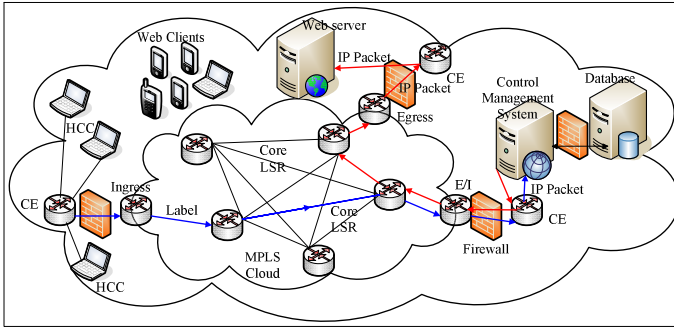 Web server
Web Clients
IP Packet
CE
IP Packet
Control
Management
System
Database
Egress
HCC
Core
LSR
Ingress
E/I
IP Packet
CE
Label
Core
LSR
CE
MPLS
Cloud
Firewall
HCC